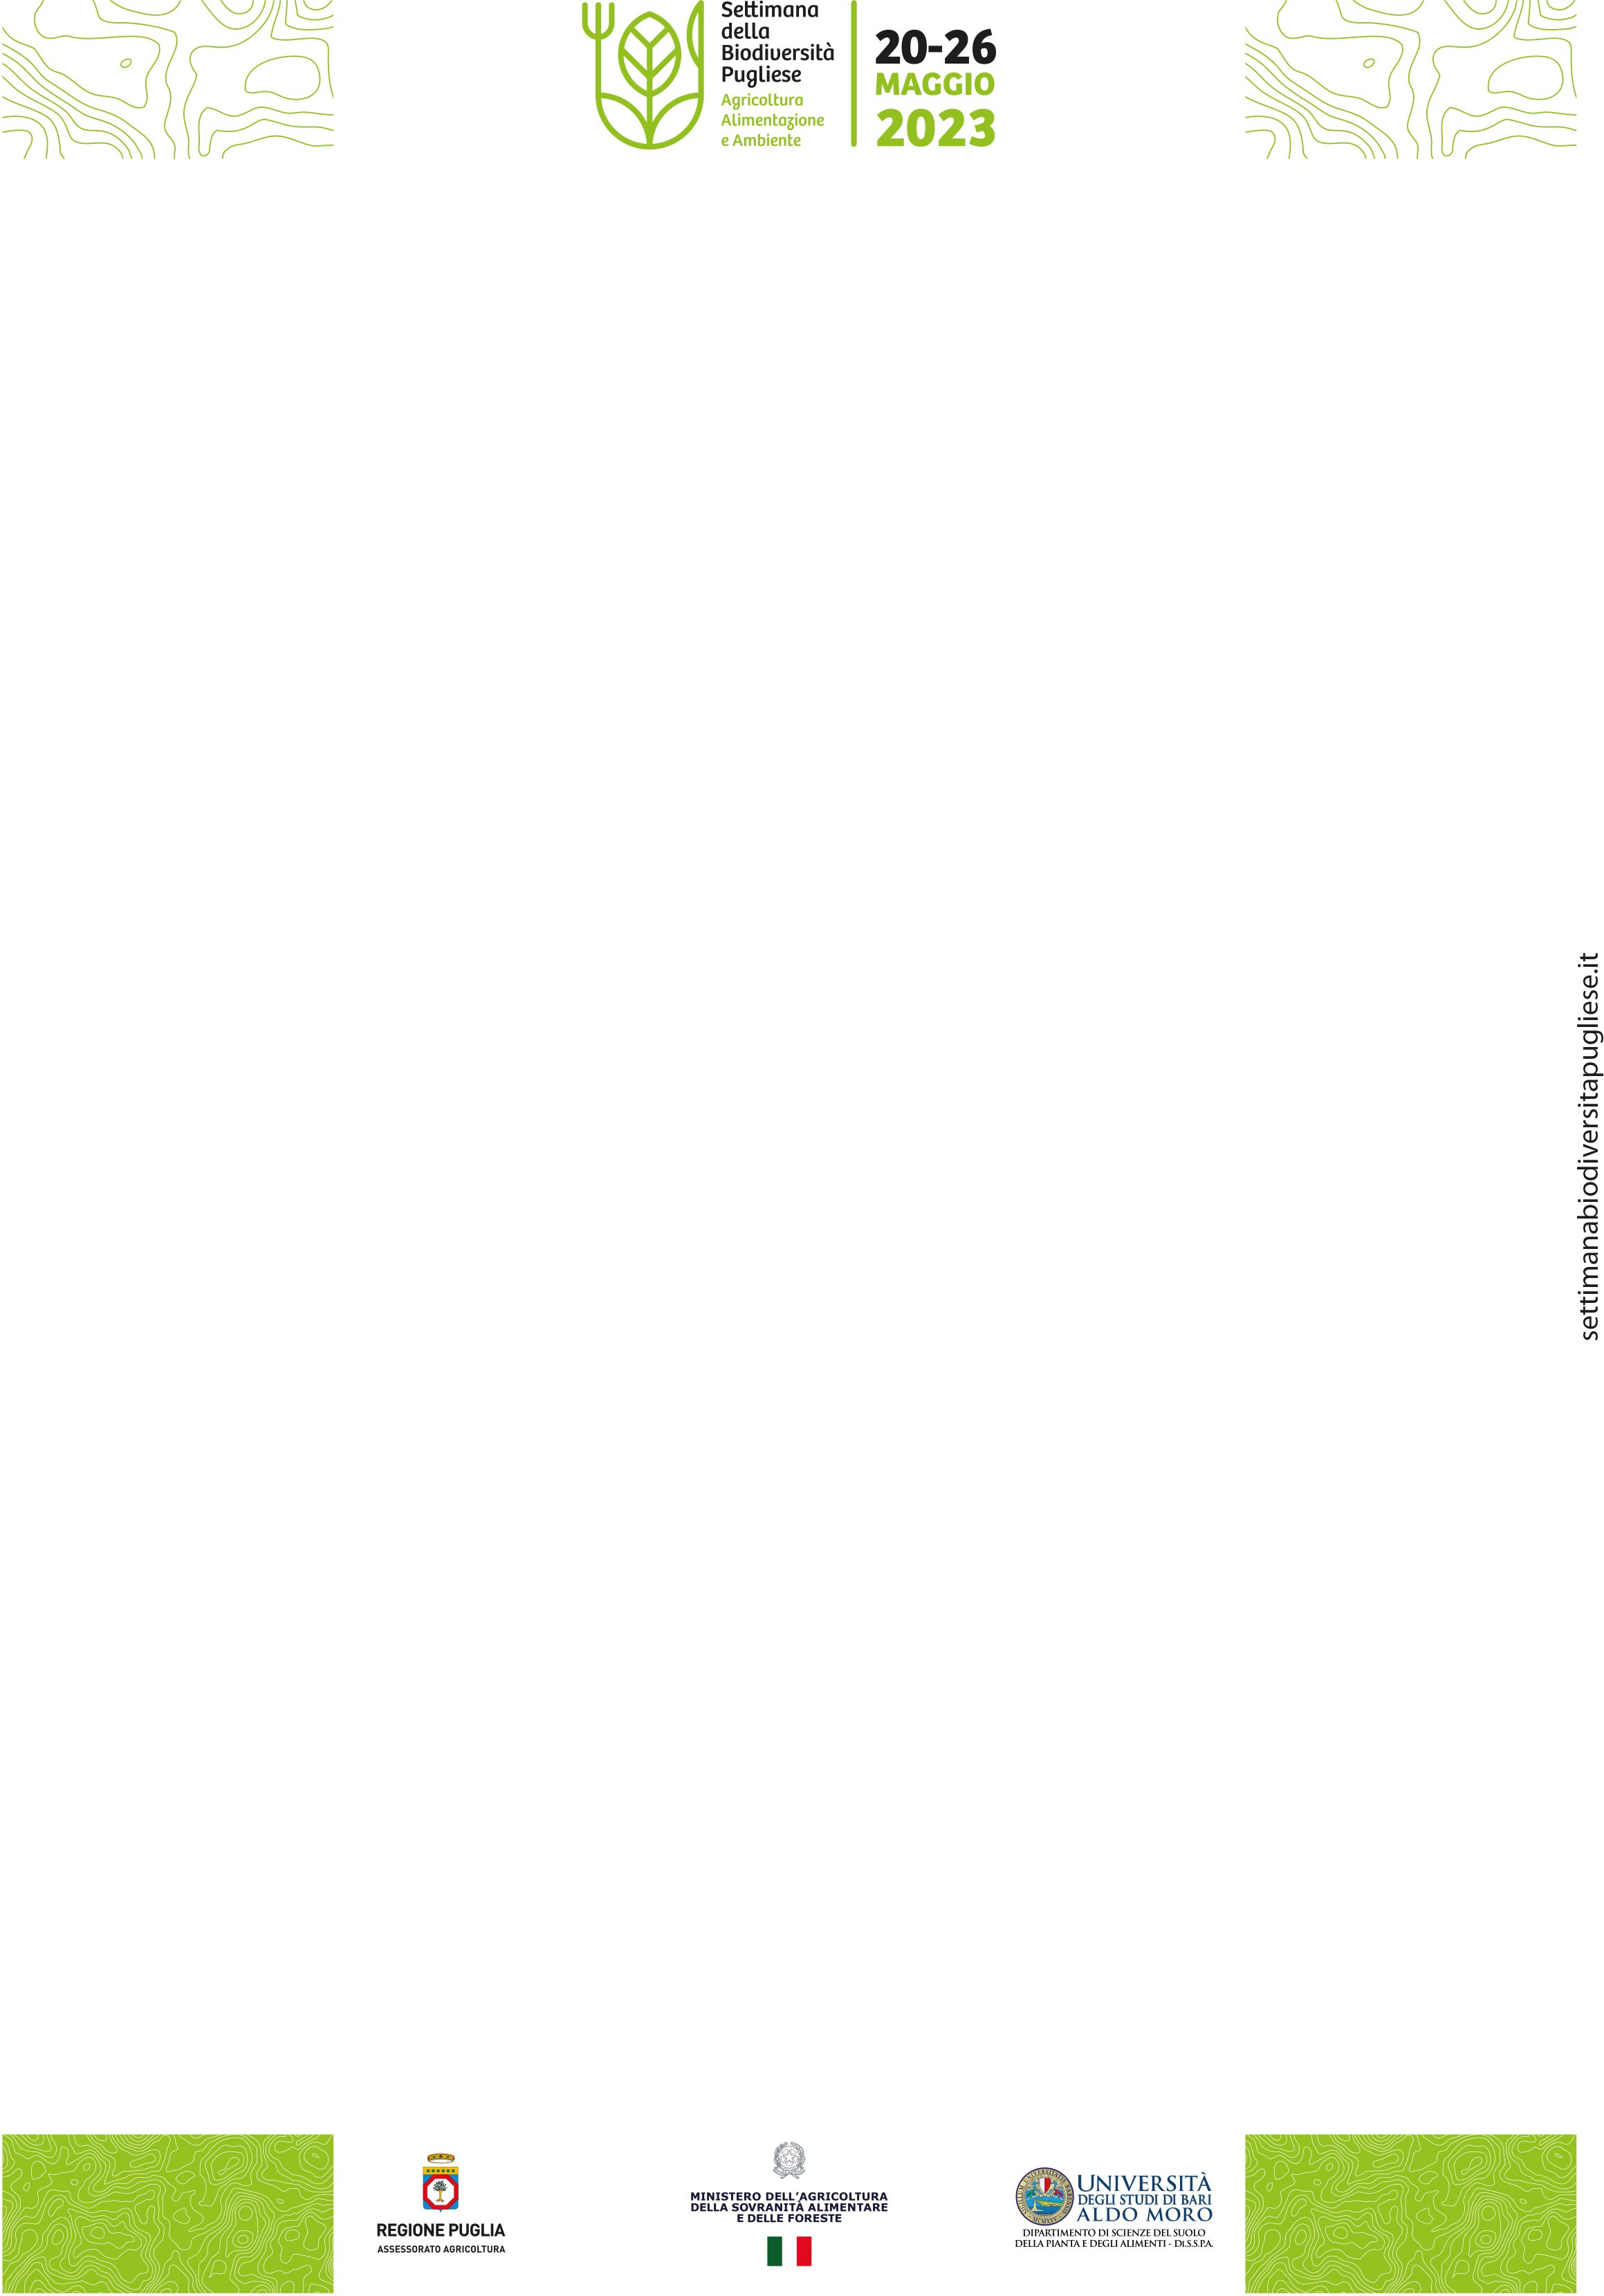 Settimana
della
Biodiversità
Pugliese
Agricoltura
Alimentazione
e Ambiente
20-26
MAGGIO
2023
settimanabiodiversitapugliese.it
REGIONE PUGLIA
ASSESSORATO AGRICOLTURA
MINISTERO DELL'AGRICOLTURA
DELLA SOVRANITÀ ALIMENTARE
E DELLE FORESTE
UNIVERSITÀ
DEGLI STUDI DI BARI
ALDO MORO
DIPARTIMENTO DI SCIENZE DEL SUOLO
DELLA PIANTA E DEGLI ALIMENTI - Di.S.S.P.A.